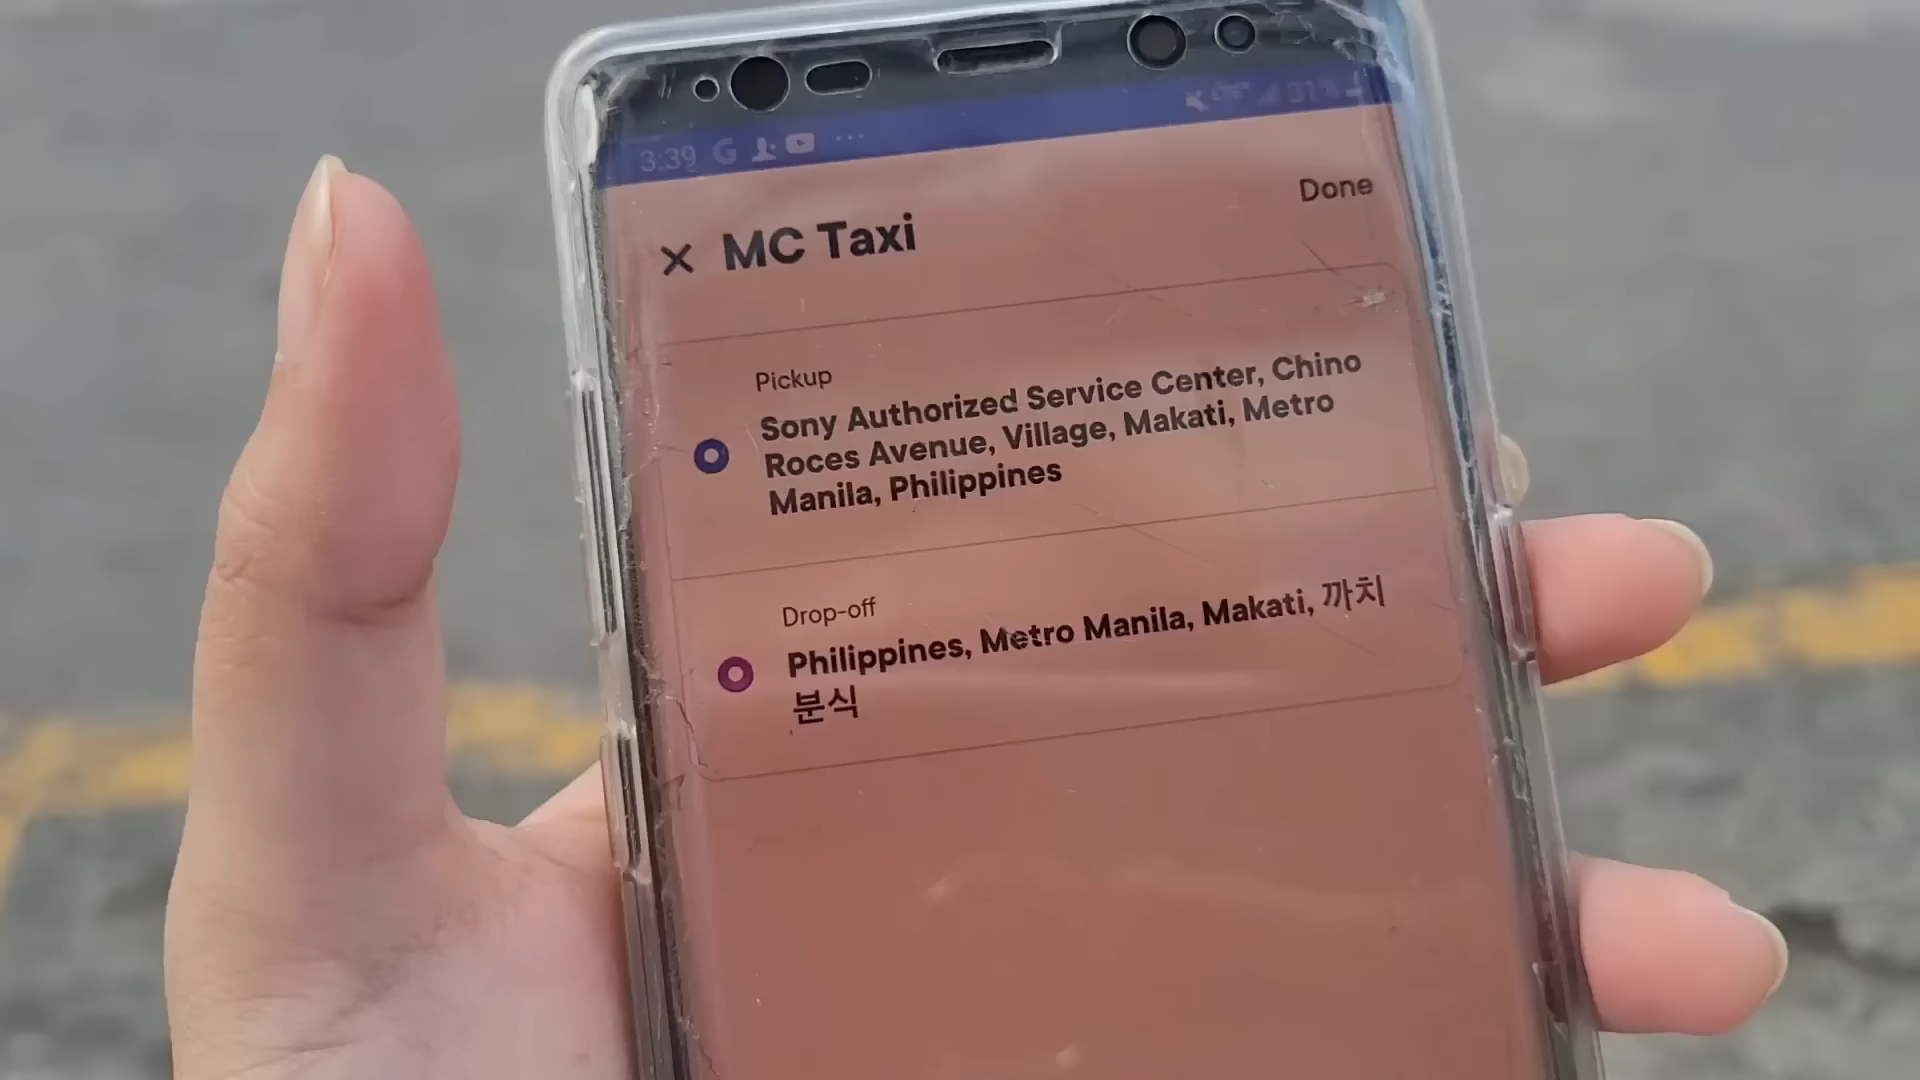 3:39
31%
MC Taxi
Done
Pickup
Sony Authorized Service Center, Chino
Roces Avenue, Village, Makati, Metro
Manila, Philippines
Drop-off
Philippines, Metro Manila, Makati, 까치
분식